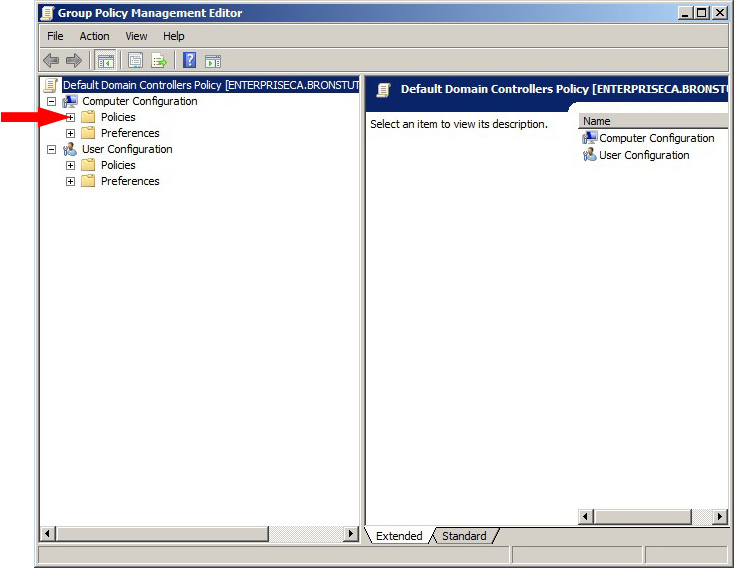 Group Policy Management Editor
File Action View Help
Default Domain Controllers Policy [ENTERPRISECA.BRONSTUT
Computer Configuration
Policies
Preferences
User Configuration
Policies
Preferences
Default Domain Controllers Policy [ENTERPRISECA.BRONSTU
Select an item to view its description.
Name
Computer Configuration
User Configuration
Extended Standard